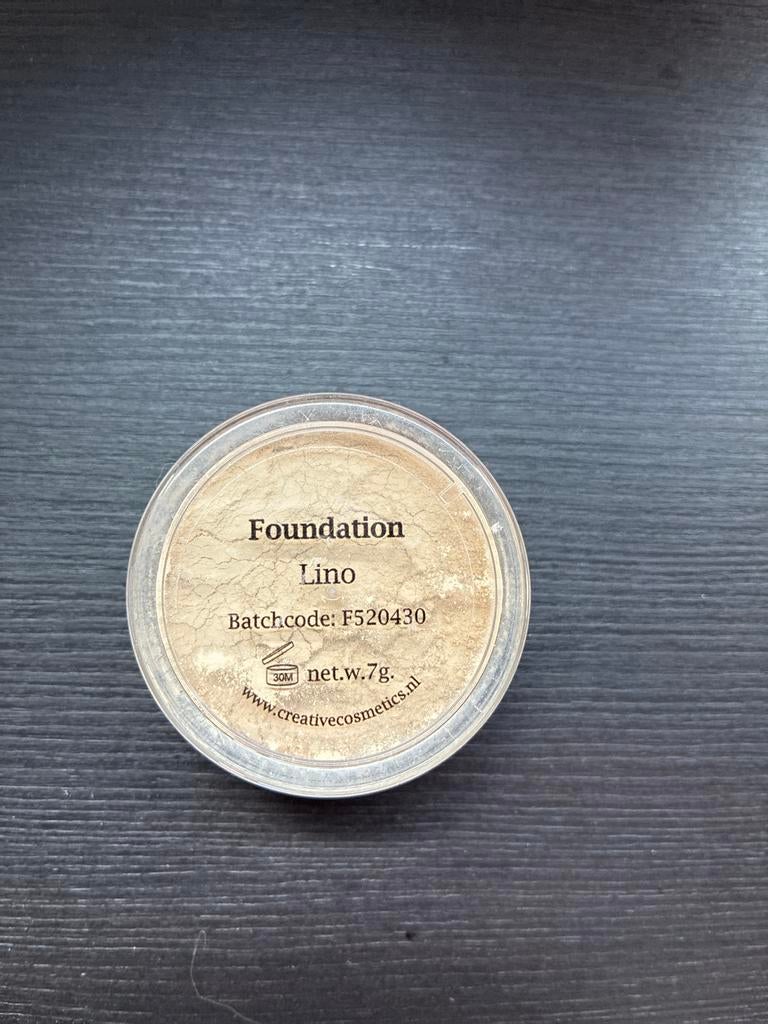 Foundation
Lino
Batchcode: F520430
30M net.w.7g.
www.creativecosmetics.nl